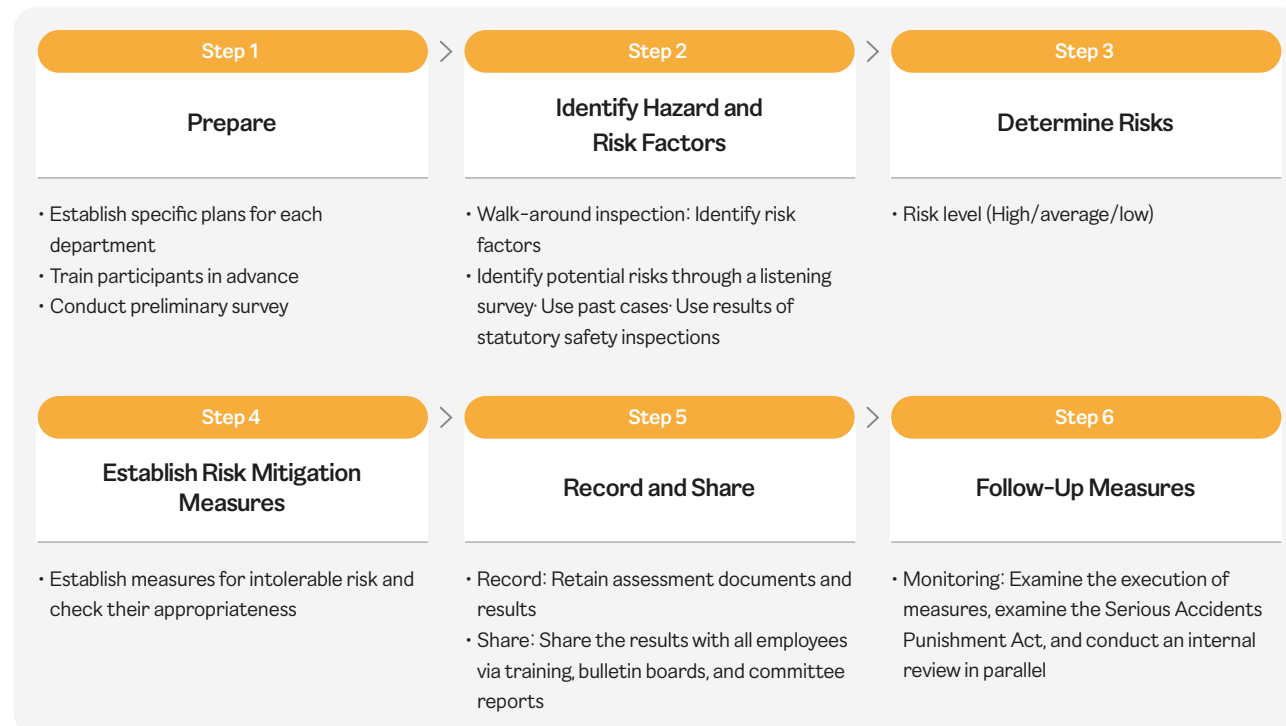 Step 1
Prepare
• Establish specific plans for each
department
• Train participants in advance
• Conduct preliminary survey
Step 2
Identify Hazard and
Risk Factors
• Walk-around inspection: Identify risk
factors
• Identify potential risks through a listening
survey· Use past cases· Use results of
statutory safety inspections
Step 3
Determine Risks
• Risk level (High/average/low)
Step 4
Establish Risk Mitigation
Measures
• Establish measures for intolerable risk and
check their appropriateness
Step 5
Record and Share
• Record: Retain assessment documents and
results
• Share: Share the results with all employees
via training, bulletin boards, and committee
reports
Step 6
Follow-Up Measures
• Monitoring: Examine the execution of
measures, examine the Serious Accidents
Punishment Act, and conduct an internal
review in parallel